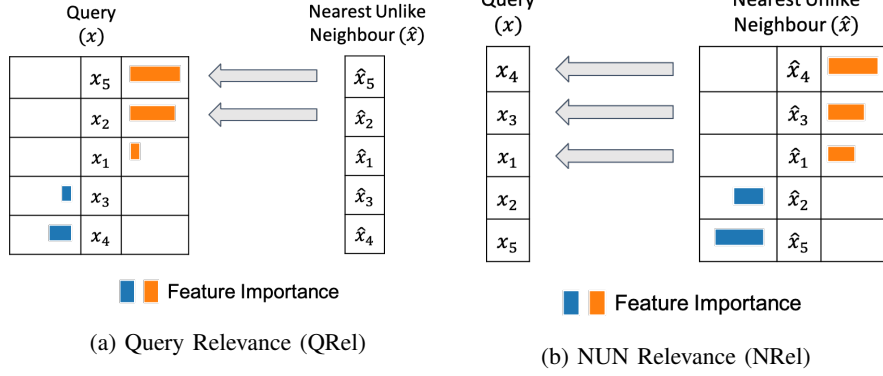 Query
(x)
Nearest Unlike
Neighbour (x̂)
x₅
x̂₅
x₂
x̂₂
x₁
x̂₁
x₃
x̂₃
x₄
x̂₄
Feature Importance
(a) Query Relevance (QRel)
Query
(x)
Nearest Unlike
Neighbour (x̂)
x₄
x̂₄
x₃
x̂₃
x₁
x̂₁
x₂
x̂₂
x₅
x̂₅
Feature Importance
(b) NUN Relevance (NRel)